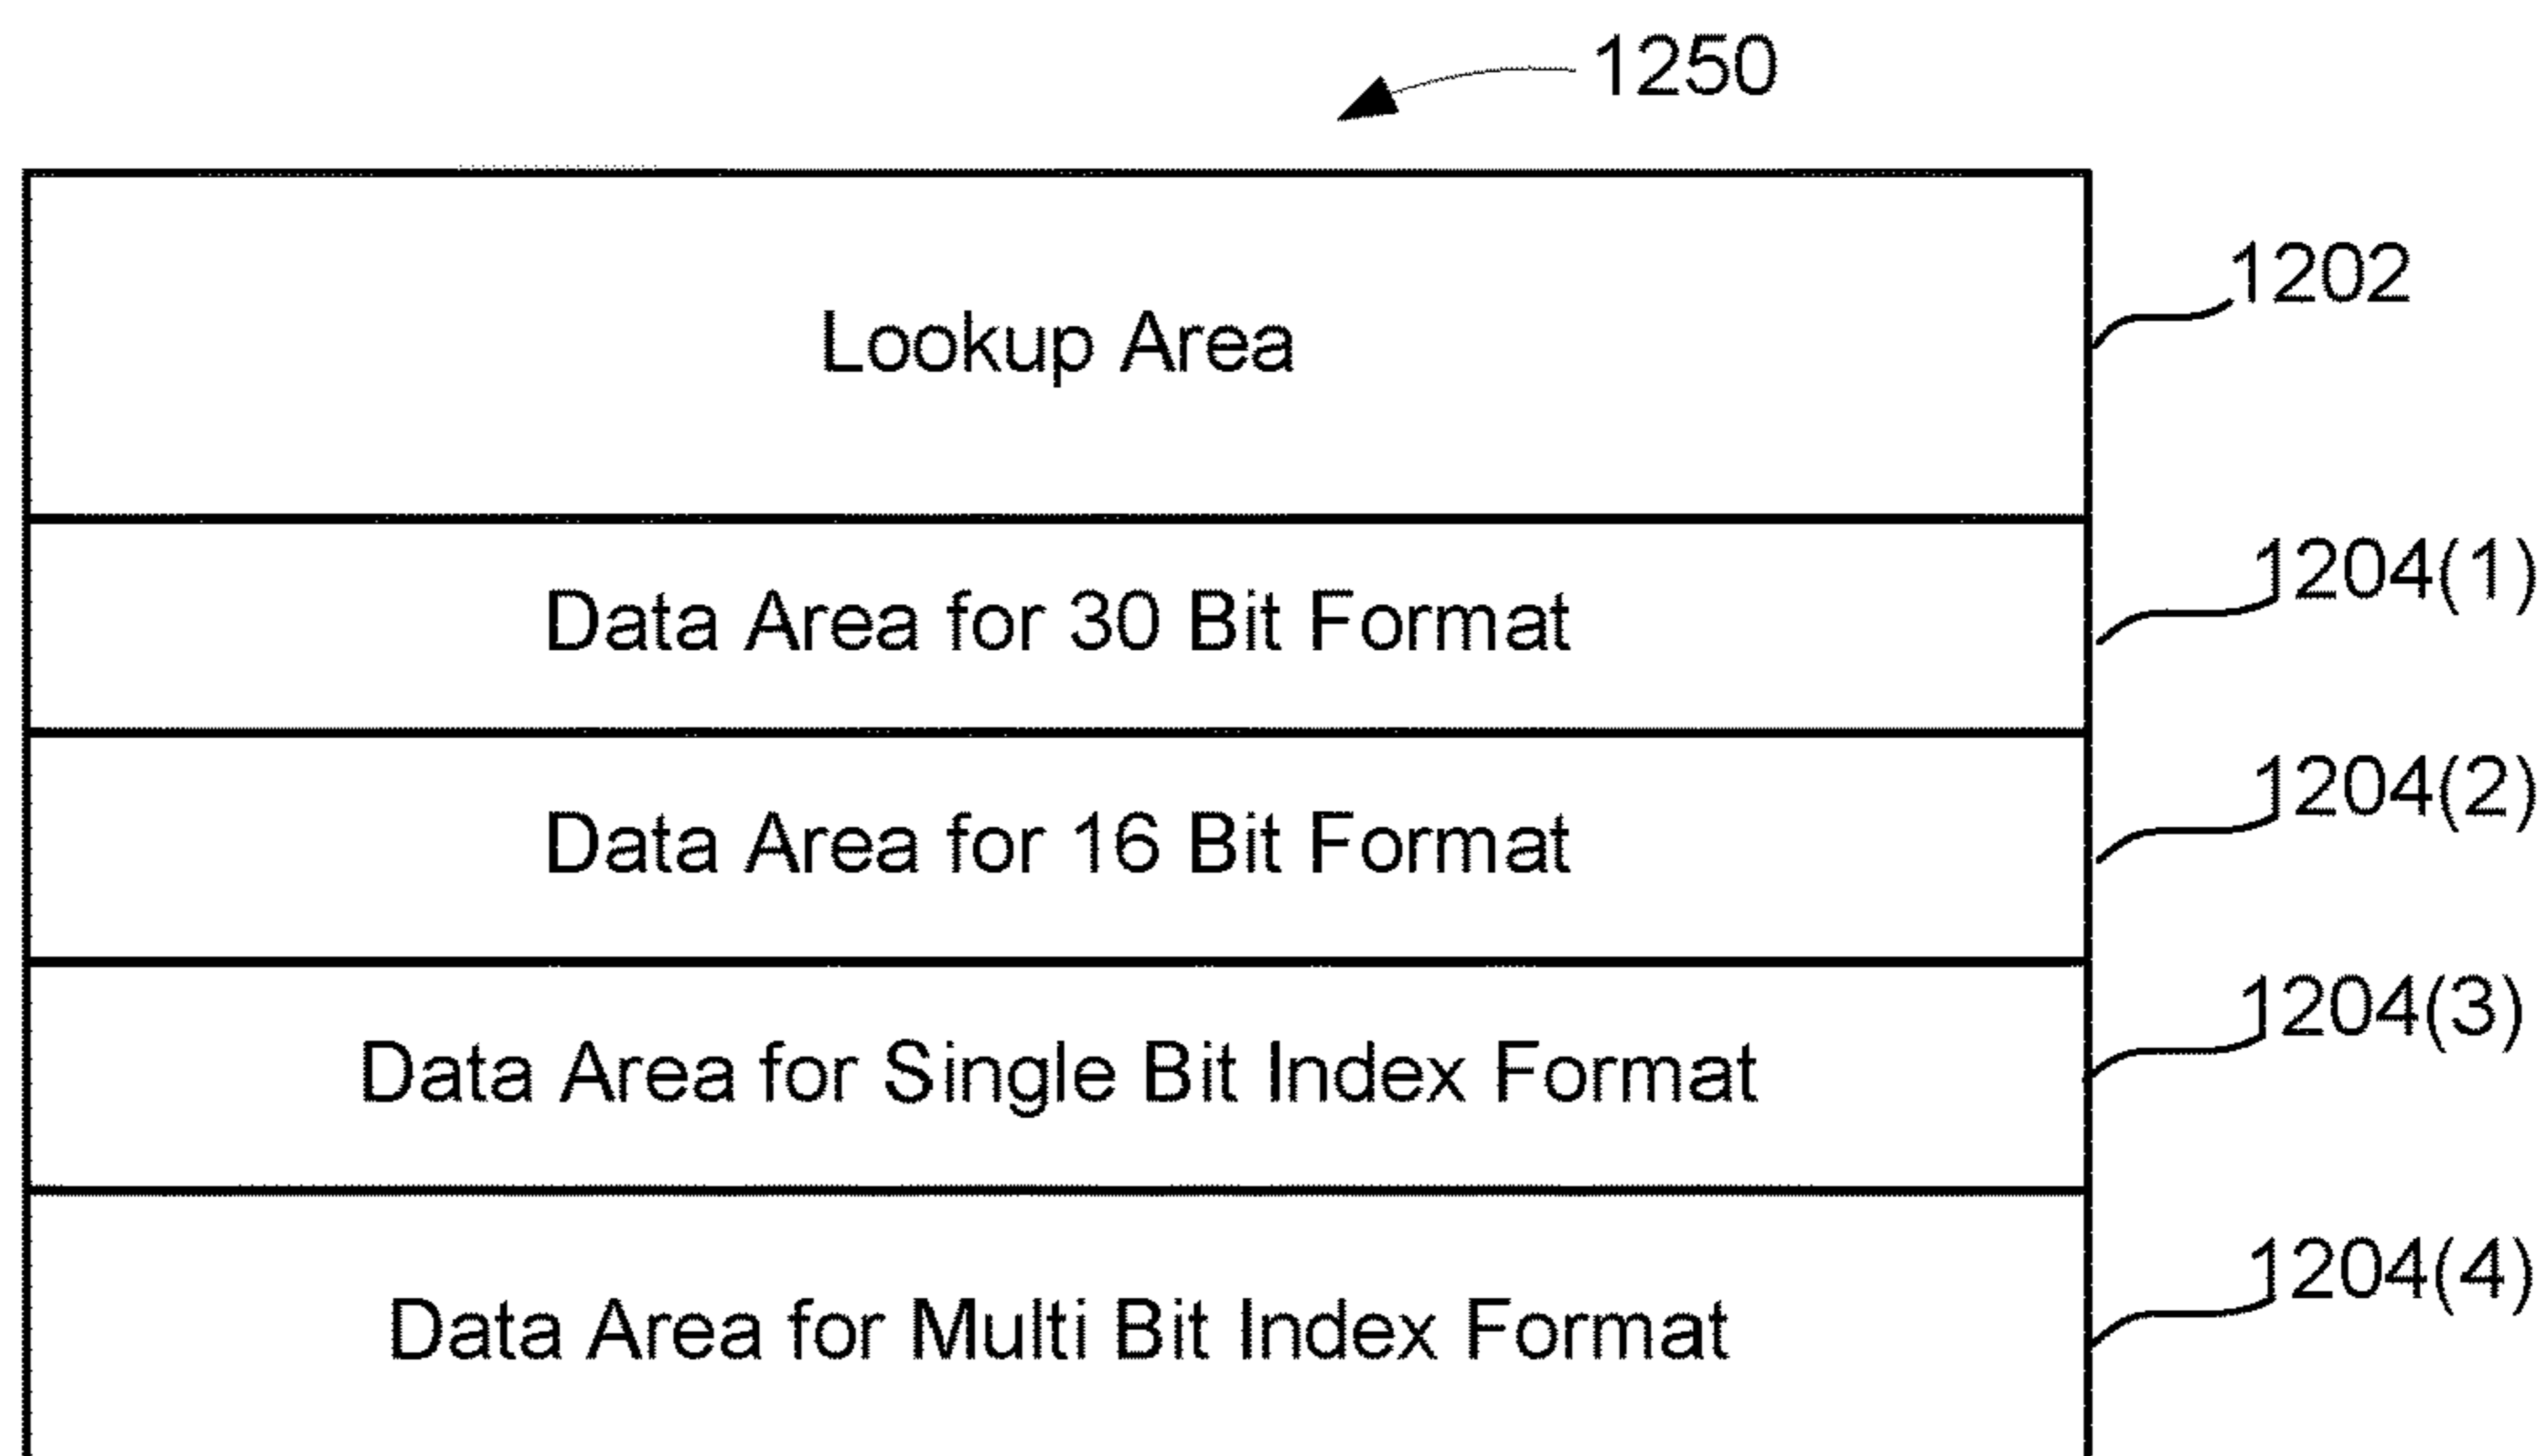 1250
Lookup Area
1202
Data Area for 30 Bit Format
1204(1)
Data Area for 16 Bit Format
1204(2)
Data Area for Single Bit Index Format
1204(3)
Data Area for Multi Bit Index Format
1204(4)